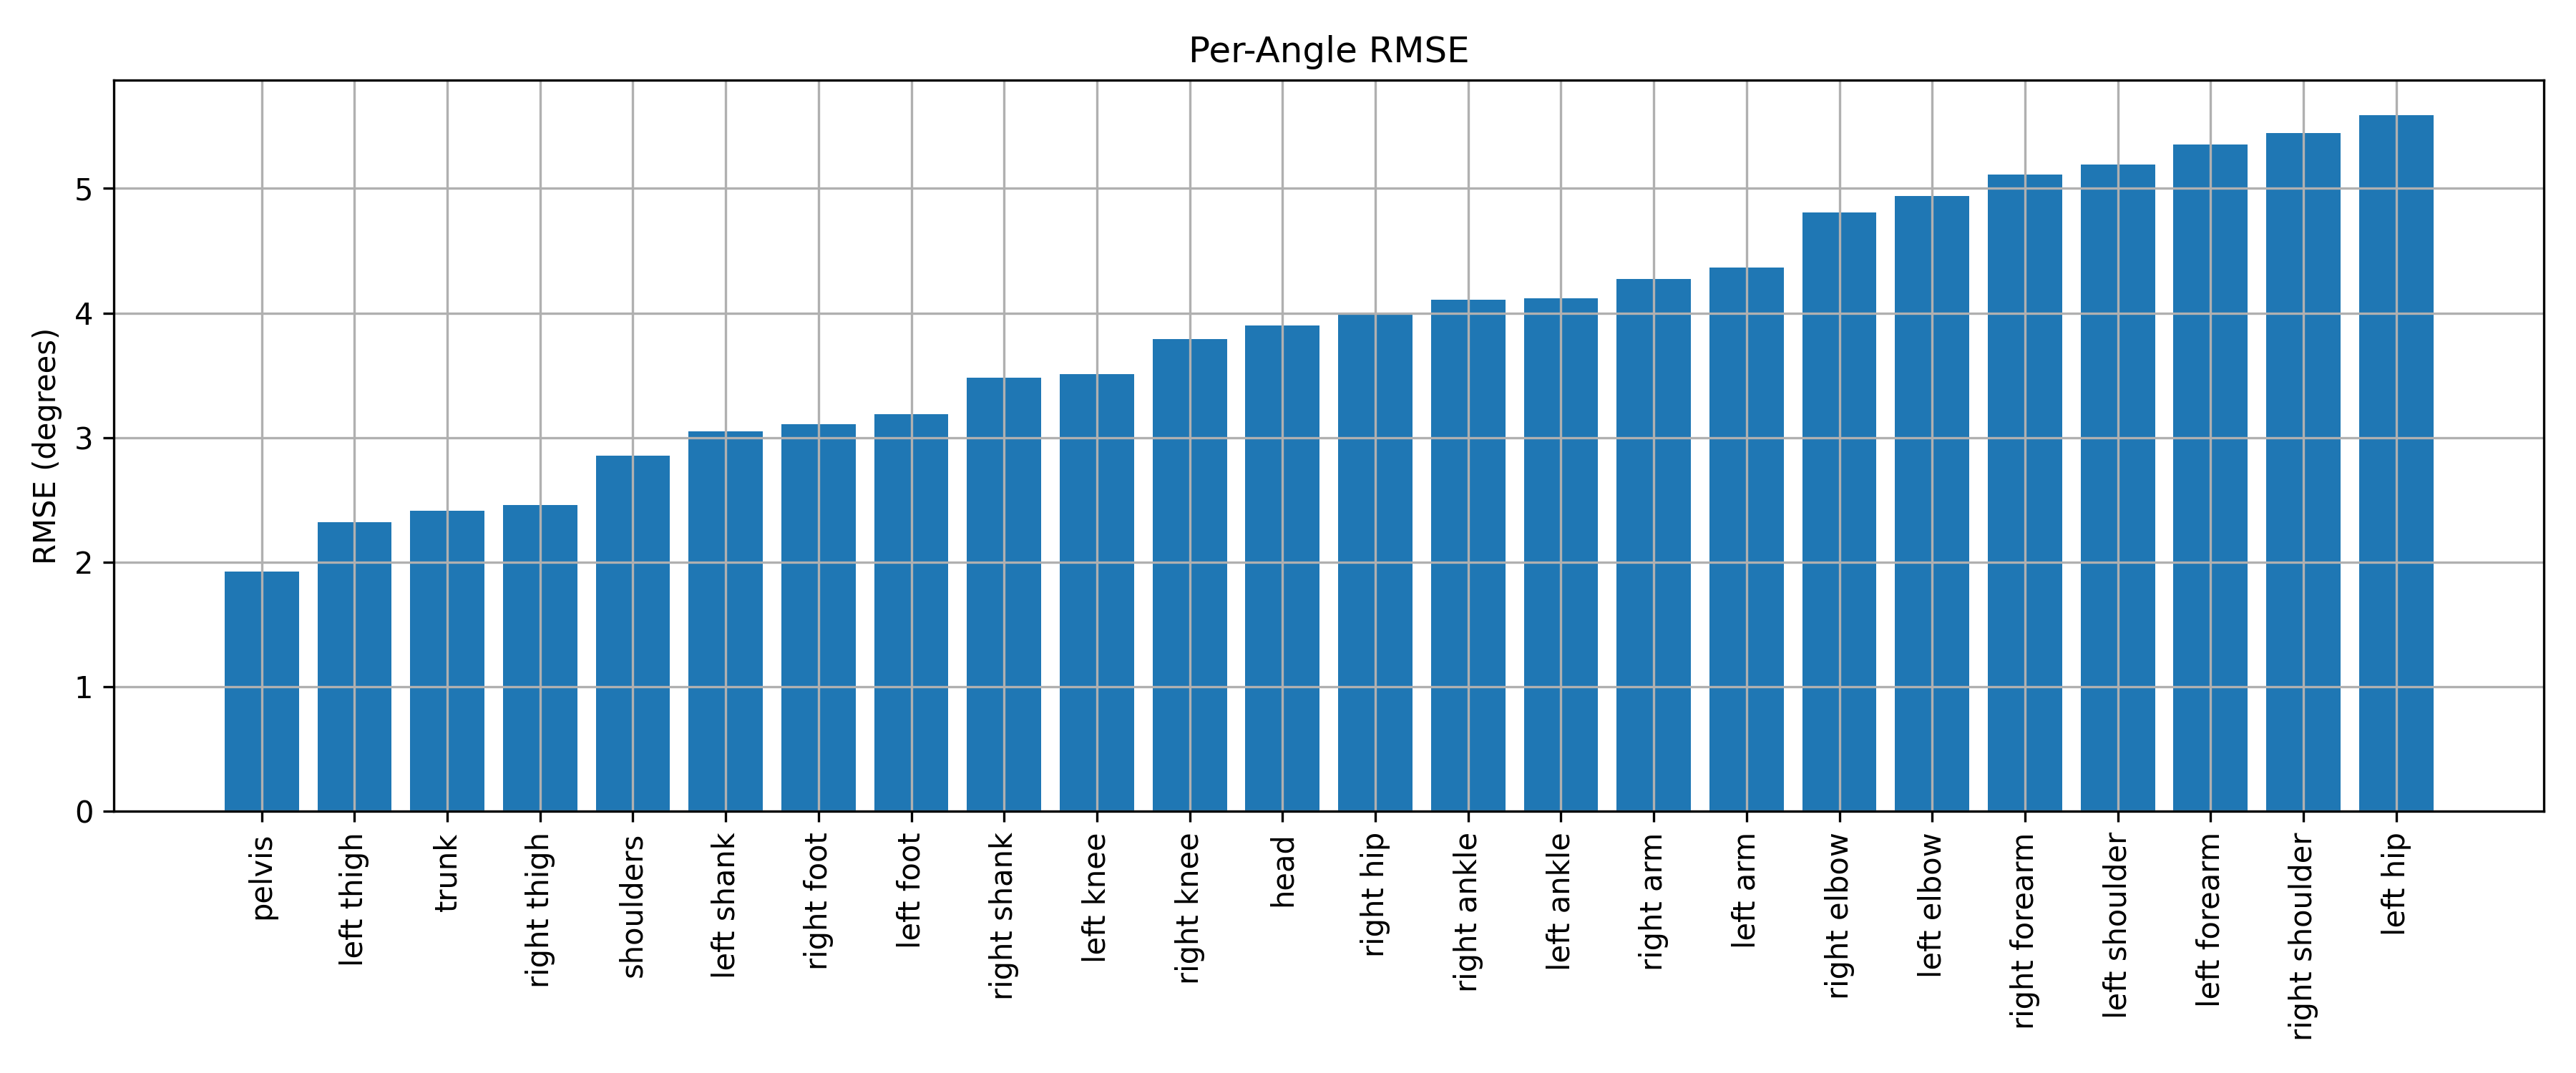 Per-Angle RMSE
RMSE (degrees)
5
4
3
2
1
0
pelvis
left thigh
trunk
right thigh
shoulders
left shank
right foot
left foot
right shank
left knee
right knee
head
right hip
right ankle
left ankle
right arm
left arm
right elbow
left elbow
right forearm
left shoulder
left forearm
right shoulder
left hip